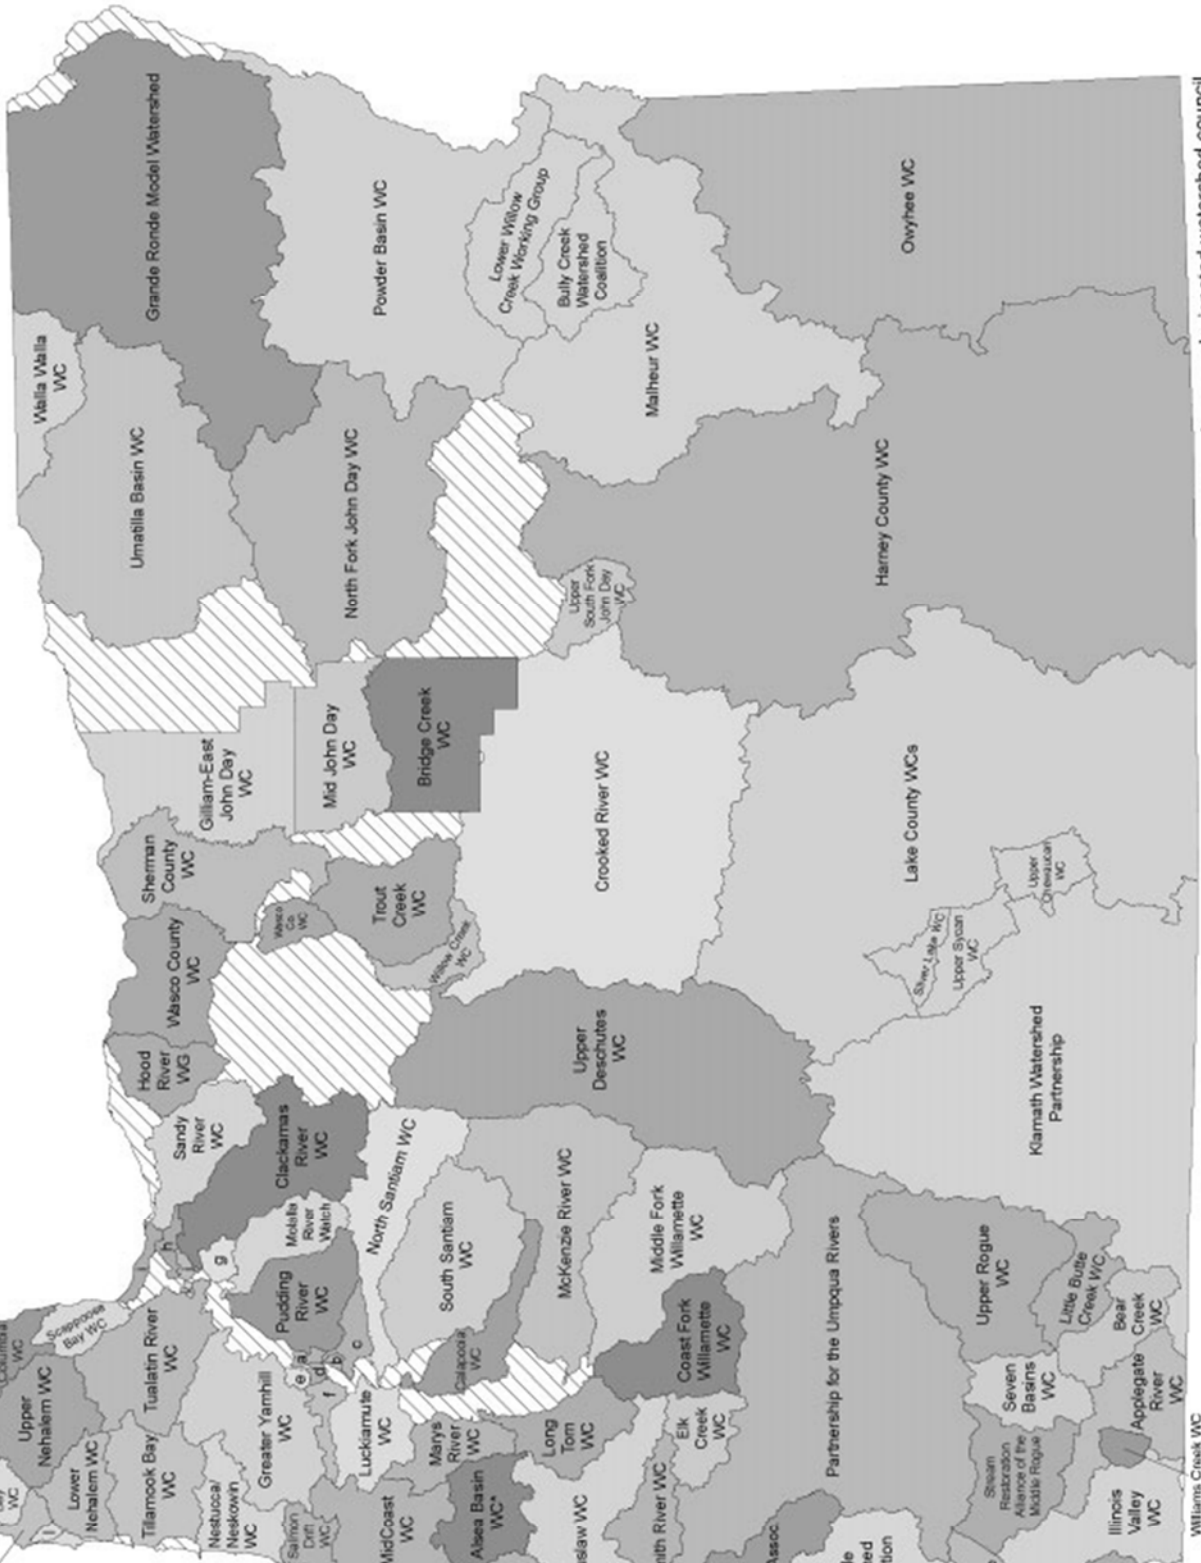 Grande Ronde Model Watershed
Walla Walla
WC
Umatilla Basin WC
Powder Basin WC
North Fork John Day WC
Lower Willow
Creek Working Group
Bully Creek
Watershed
Coalition
Malheur WC
Owyhee WC
Harney County WC
Upper
South Fork
John Day
WC
Gilliam-East
John Day
WC
Mid John Day
WC
Bridge Creek
WC
Sherman
County
WC
Wasco County
WC
Wasco
Co.
WC
Trout
Creek
WC
Willow Creek
WC
Crooked River WC
Lake County WCs
Silver Lake WC
Upper Sycan
WC
Upper
Chewaucan
WC
Hood
River
WG
Sandy
River
WC
Clackamas
River
WC
Upper
Deschutes
WC
Klamath Watershed
Partnership
Molalla
River
Watch
North Santiam WC
South Santiam
WC
McKenzie River WC
Middle Fork
Willamette
WC
Pudding
River
WC
Calapooia
WC
Coast Fork
Willamette
WC
Partnership for the Umpqua Rivers
Upper Rogue
WC
Little Butte
Creek WC
Bear
Creek
WC
Seven
Basins
WC
Applegate
River
WC
Scappoose
Bay WC
Tualatin River
WC
Upper
Nehalem WC
Lower
Nehalem WC
Tillamook Bay
WC
Nestucca/
Neskowin
WC
Greater Yamhill
WC
Luckiamute
WC
Marys
River
WC
Long
Tom
WC
Elk
Creek
WC
Salmon
Drift
WC
MidCoast
WC
Alsea Basin
WC*
slaw WC
mith River WC
Stream
Restoration
Alliance of the
Middle Rogue
Illinois
Valley
WC
Williams Creek WC
Assoc
WC
WC
h
g
a
b
c
d
e
f
i
watershed council